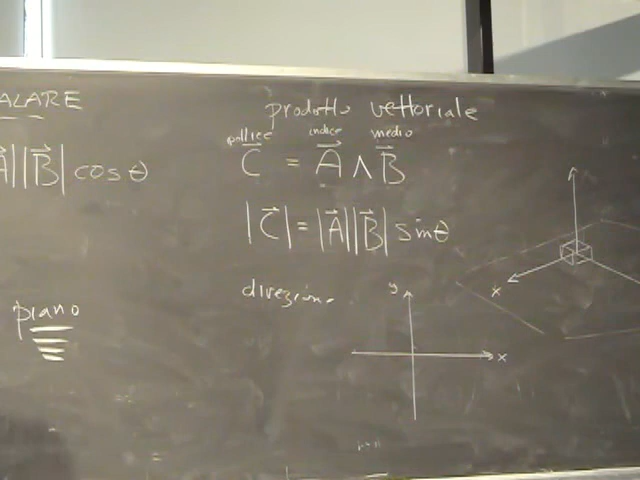 ALARE
A||B| cos θ
piano
prodotto vettoriale
pollice indice medio
C = A ∧ B
|C| = |A||B| sin θ
direzione
y
x
x